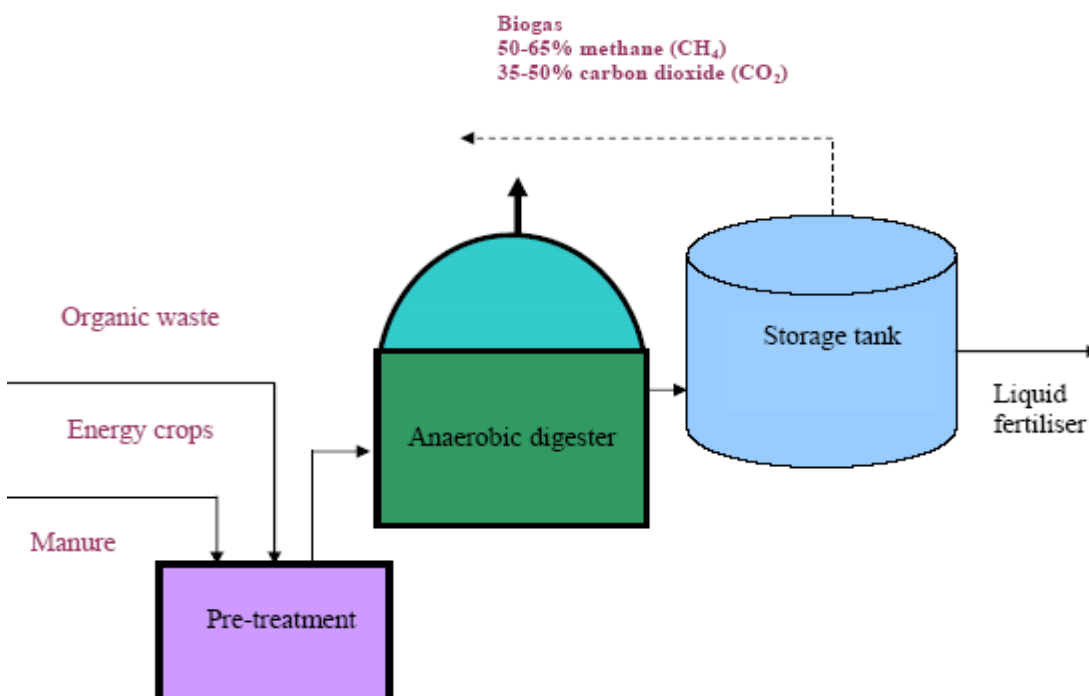 Biogas
50-65% methane (CH₄)
35-50% carbon dioxide (CO₂)
Organic waste
Storage tank
Liquid
fertiliser
Energy crops
Anaerobic digester
Manure
Pre-treatment